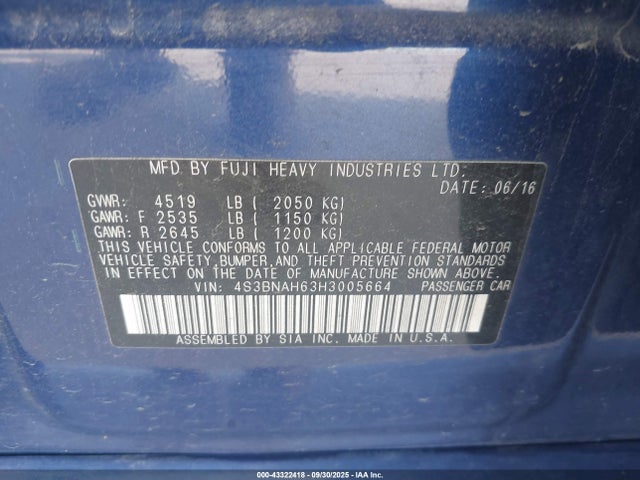 MFD BY FUJI HEAVY INDUSTRIES LTD.
DATE: 06/16
GVWR: 4519 LB ( 2050 KG)
GAWR: F 2535 LB ( 1150 KG)
GAWR: R 2645 LB ( 1200 KG)
THIS VEHICLE CONFORMS TO ALL APPLICABLE FEDERAL MOTOR
VEHICLE SAFETY, BUMPER, AND THEFT PREVENTION STANDARDS
IN EFFECT ON THE DATE OF MANUFACTURE SHOWN ABOVE.
VIN: 4S3BNAH63H3005664 PASSENGER CAR
ASSEMBLED BY SIA INC. MADE IN U.S.A.
000-43322418 - 09/30/2025 - www.iaai.com